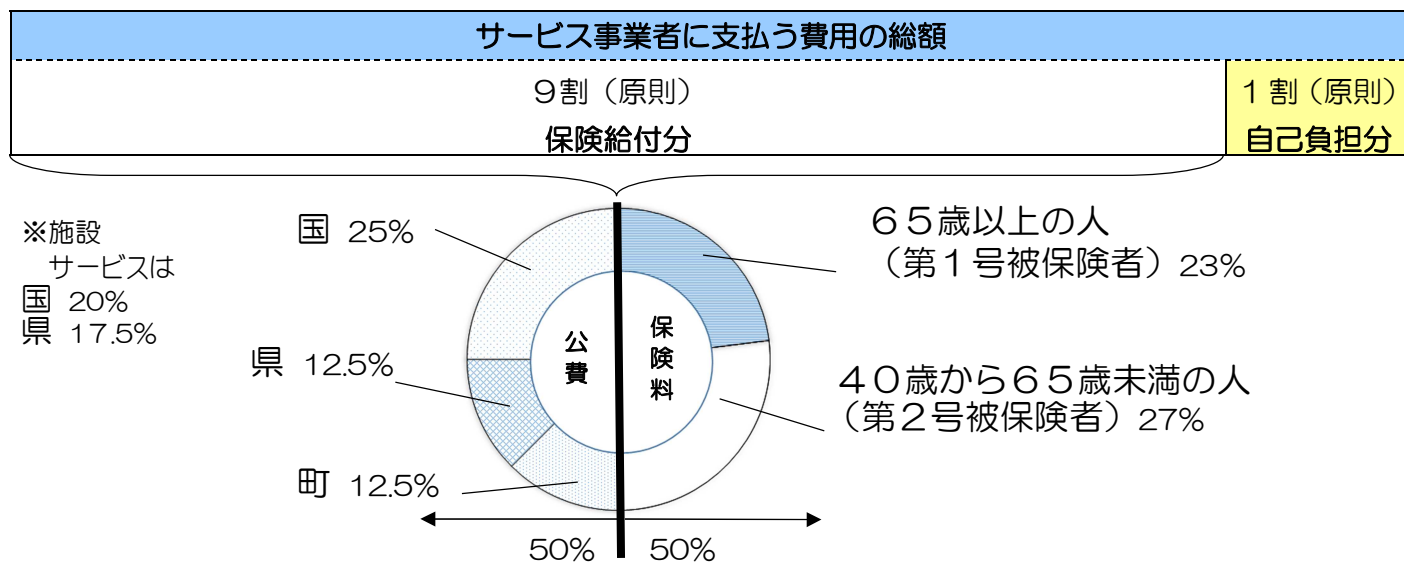 サービス事業者に支払う費用の総額
9割（原則）
保険給付分
1割（原則）
自己負担分
※施設
サービスは
国 20%
県 17.5%
国 25%
県 12.5%
町 12.5%
公費
保険料
65歳以上の人
（第1号被保険者）23%
40歳から65歳未満の人
（第2号被保険者）27%
50%
50%